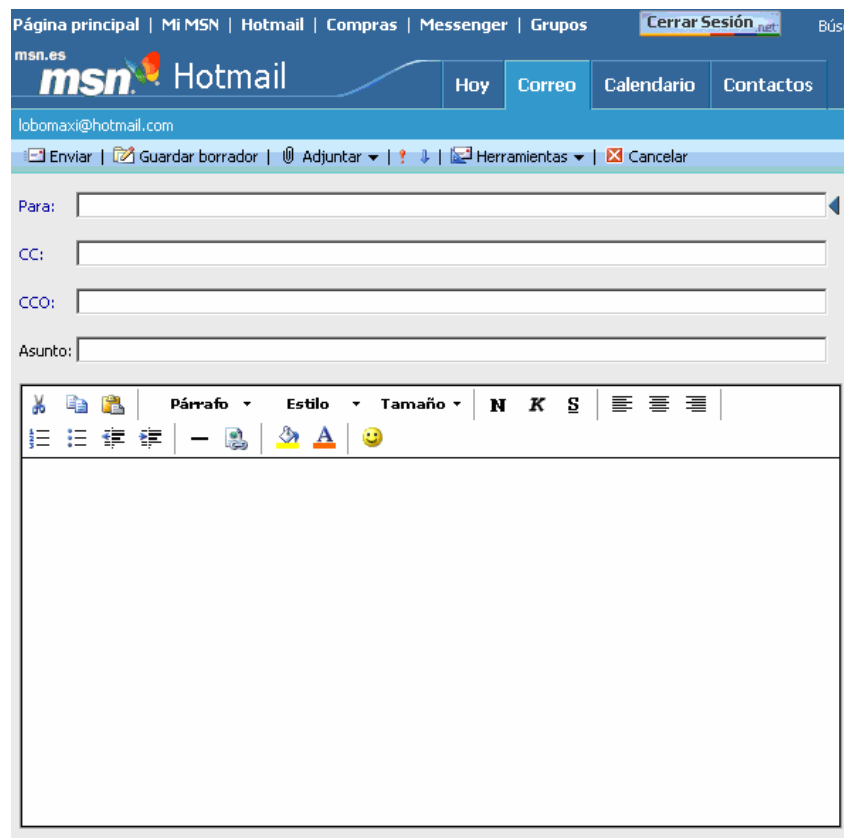 Página principal | Mi MSN | Hotmail | Compras | Messenger | Grupos Cerrar Sesión .net Bús
msn.es
msn Hotmail
Hoy Correo Calendario Contactos
lobomaxi@hotmail.com
Enviar | Guardar borrador | Adjuntar | Herramientas | Cancelar
Para:
CC:
CCO:
Asunto:
Párrafo Estilo Tamaño N K S
A